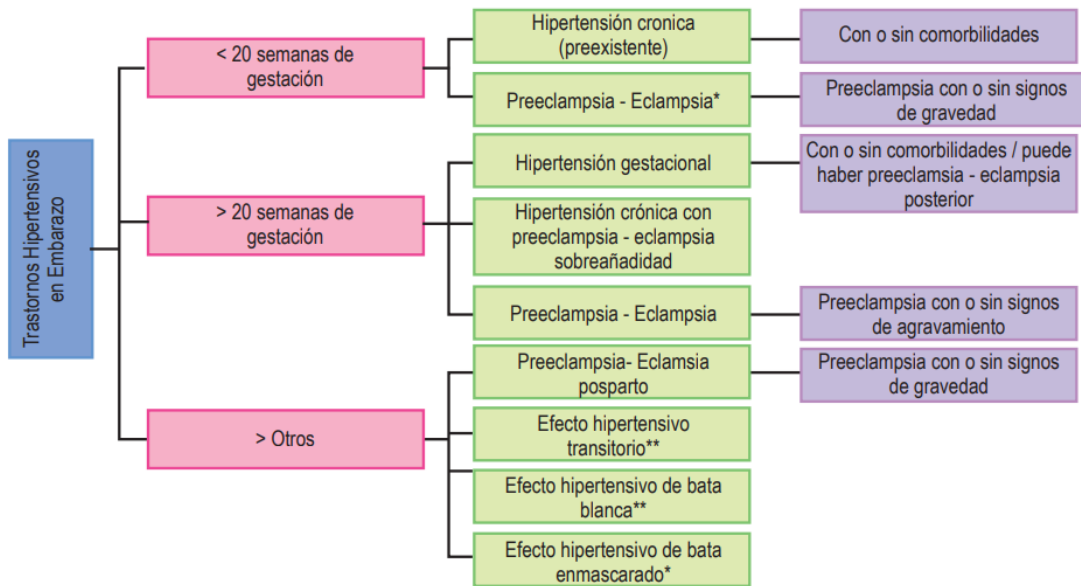 Trastornos Hipertensivos
en Embarazo
< 20 semanas de
gestación
Hipertensión cronica
(preexistente)
Con o sin comorbilidades
Preeclampsia - Eclampsia*
Preeclampsia con o sin signos
de gravedad
> 20 semanas de
gestación
Hipertensión gestacional
Con o sin comorbilidades / puede
haber preeclamsia - eclampsia
posterior
Hipertensión crónica con
preeclampsia - eclampsia
sobreañadidad
Preeclampsia - Eclampsia
Preeclampsia con o sin signos
de agravamiento
> Otros
Preeclampsia- Eclamsia
posparto
Preeclampsia con o sin signos
de gravedad
Efecto hipertensivo
transitorio**
Efecto hipertensivo de bata
blanca**
Efecto hipertensivo de bata
enmascarado*